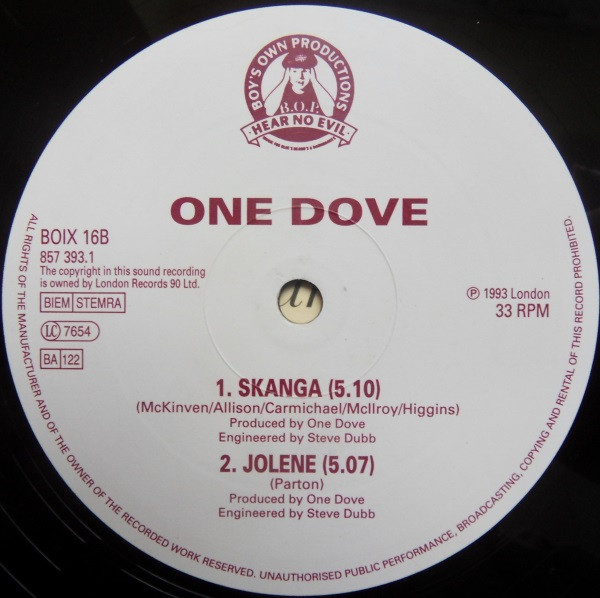 BOY'S OWN PRODUCTIONS
B.O.P.
·HEAR NO EVIL·
ONE DOVE
BOIX 16B
857 393.1
The copyright in this sound recording
is owned by London Records 90 Ltd.
BIEM STEMRA
LC 7654
BA 122
℗ 1993 London
33 RPM
1. SKANGA (5.10)
(McKinven/Allison/Carmichael/McIlroy/Higgins)
Produced by One Dove
Engineered by Steve Dubb
2. JOLENE (5.07)
(Parton)
Produced by One Dove
Engineered by Steve Dubb
ALL RIGHTS OF THE MANUFACTURER AND OF THE OWNER OF THE RECORDED WORK RESERVED. UNAUTHORISED PUBLIC PERFORMANCE, BROADCASTING, COPYING AND RENTAL OF THIS RECORD PROHIBITED.